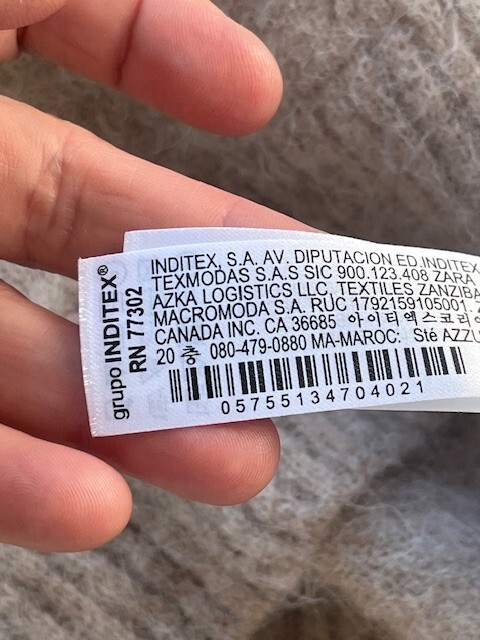 grupo INDITEX®
RN 77302
INDITEX, S.A. AV. DIPUTACION ED.INDITEX
TEXMODAS S.A.S SIC 900.123.408 ZARA
AZKA LOGISTICS LLC, TEXTILES ZANZIBA
MACROMODA S.A. RUC 1792159105001.
CANADA INC. CA 36685 아이티엑스코리
20 층 080-479-0880 MA-MAROC: Sté AZZU
05755134704021